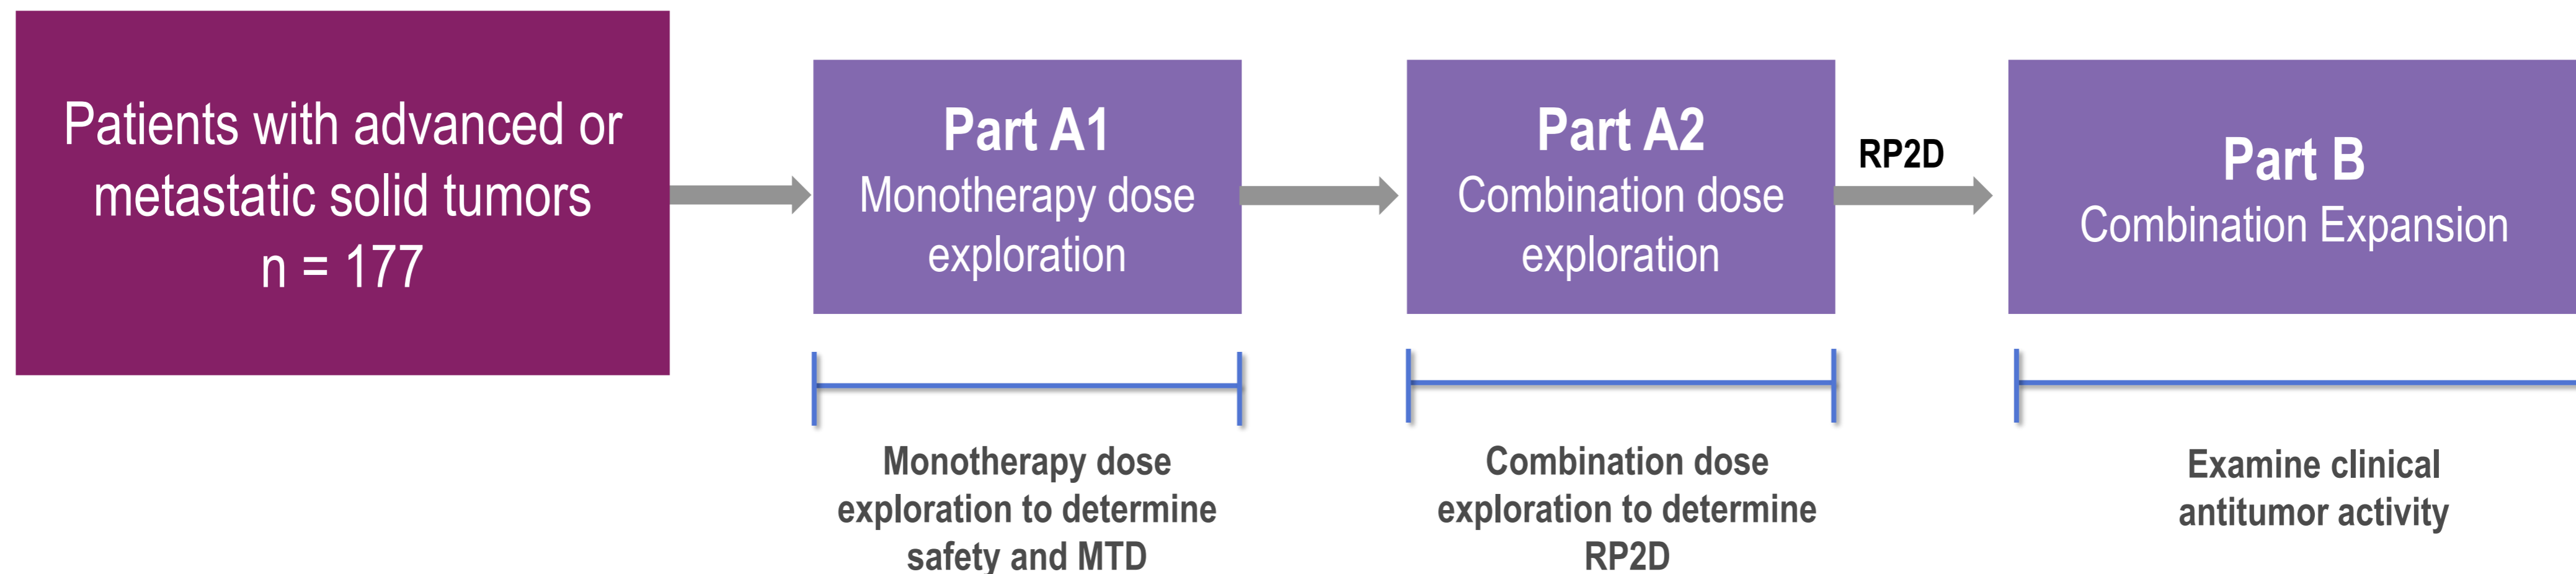 Patients with advanced or
metastatic solid tumors
n = 177
Part A1
Monotherapy dose
exploration
Part A2
Combination dose
exploration
RP2D
Part B
Combination Expansion
Monotherapy dose
exploration to determine
safety and MTD
Combination dose
exploration to determine
RP2D
Examine clinical
antitumor activity